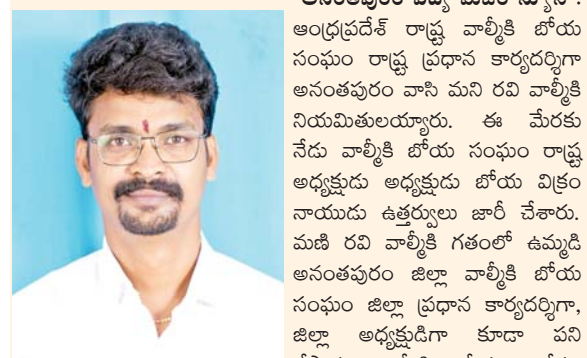 ఆంధ్రప్రదేశ్ రాష్ట్ర వాల్మీకి బోయ
సంఘం రాష్ట్ర ప్రధాన కార్యదర్శిగా
అనంతపురం వాసి మని రవి వాల్మీకి
నియమితులయ్యారు. ఈ మేరకు
నేడు వాల్మీకి బోయ సంఘం రాష్ట్ర
అధ్యక్షుడు అధ్యక్షుడు బోయ విక్రం
నాయుడు ఉత్తర్వులు జారీ చేశారు.
మణి రవి వాల్మీకి గతంలో ఉమ్మడి
అనంతపురం జిల్లా వాల్మీకి బోయ
సంఘం జిల్లా ప్రధాన కార్యదర్శిగా,
జిల్లా అధ్యక్షుడిగా కూడా పని